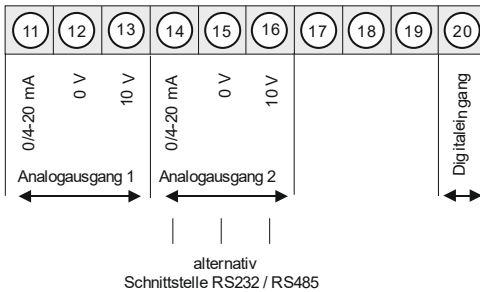 11 12 13 14 15 16 17 18 19 20
0/4-20 mA
0 V
10 V
0/4-20 mA
0 V
10 V
Digitaleingang
Analogausgang 1
Analogausgang 2
alternativ
Schnittstelle RS232 / RS485